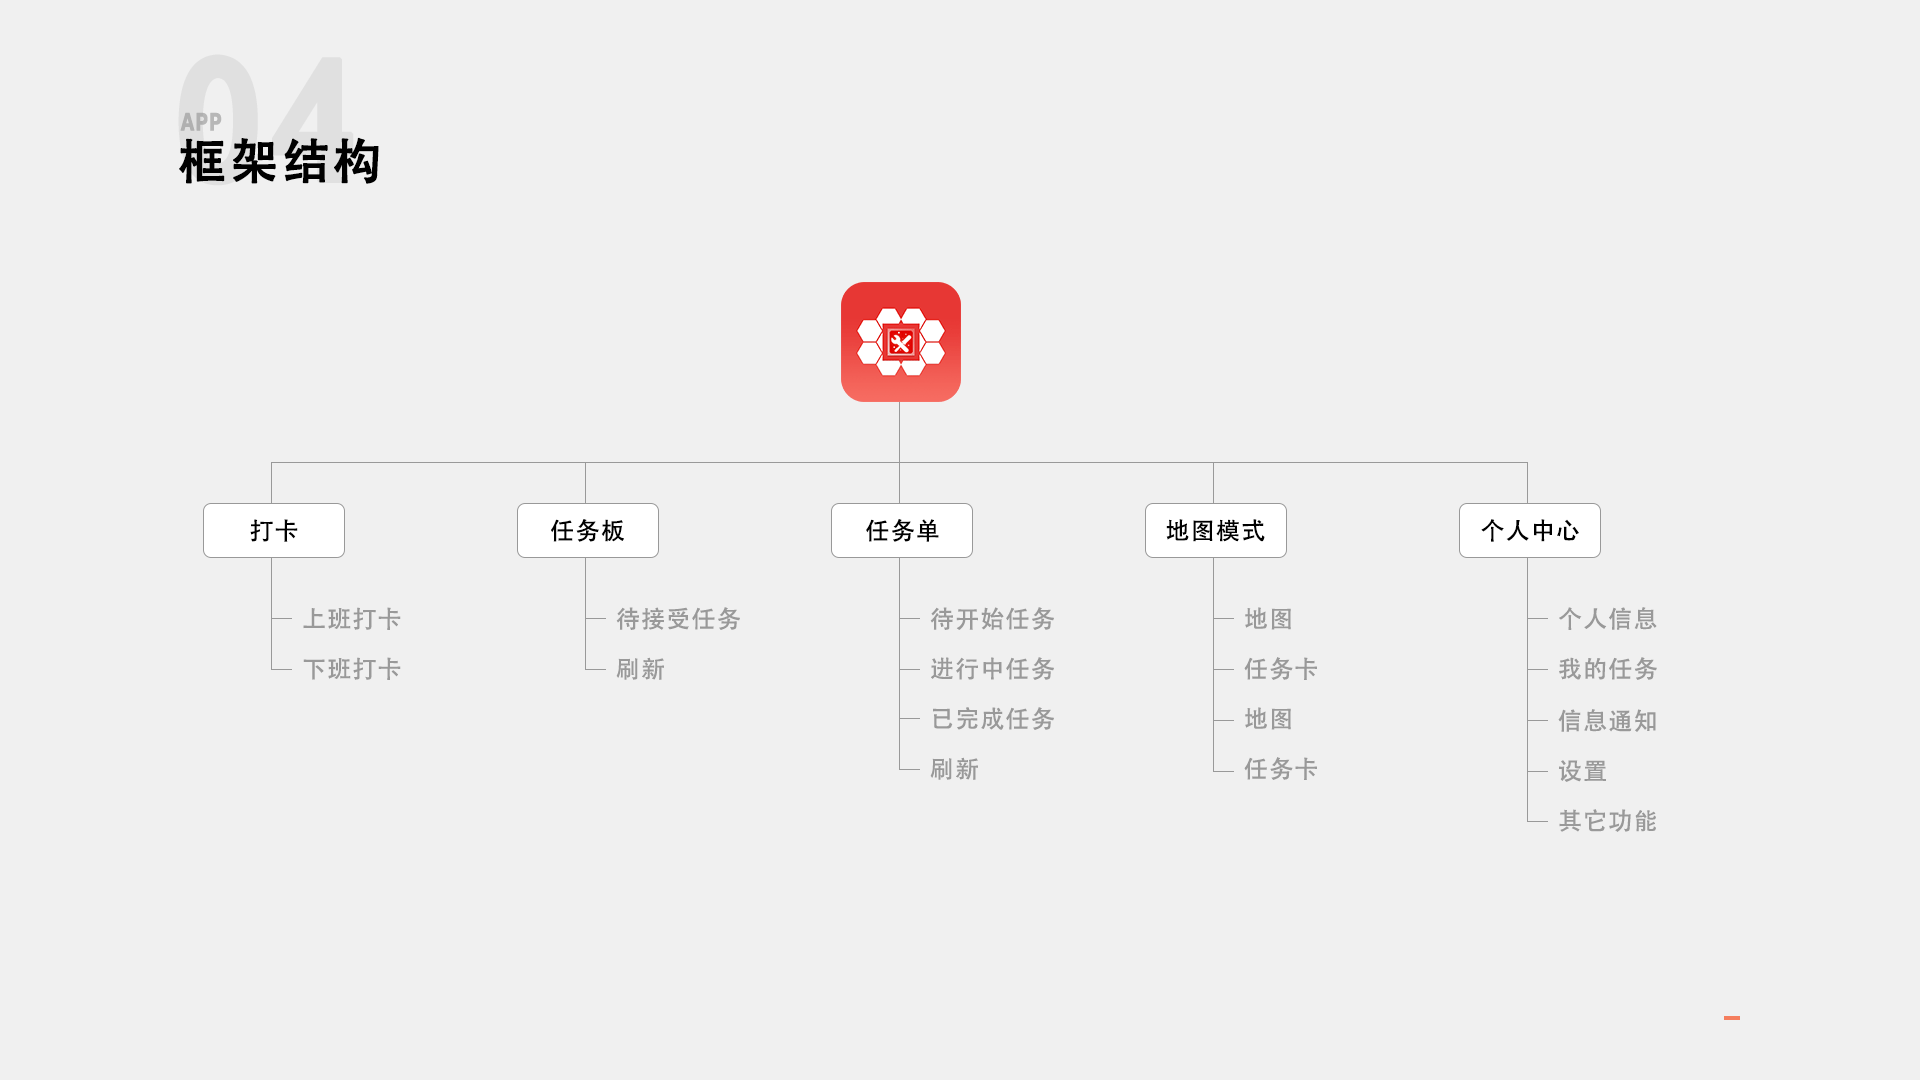 04
APP
框架结构
打卡
上班打卡
下班打卡
任务板
待接受任务
刷新
任务单
待开始任务
进行中任务
已完成任务
刷新
地图模式
地图
任务卡
地图
任务卡
个人中心
个人信息
我的任务
信息通知
设置
其它功能